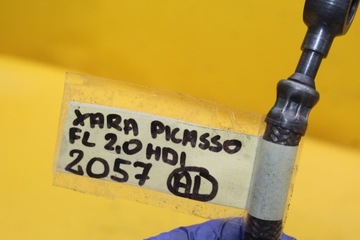 XARA PICASSO
FL 2,0 HDI
2057 AD